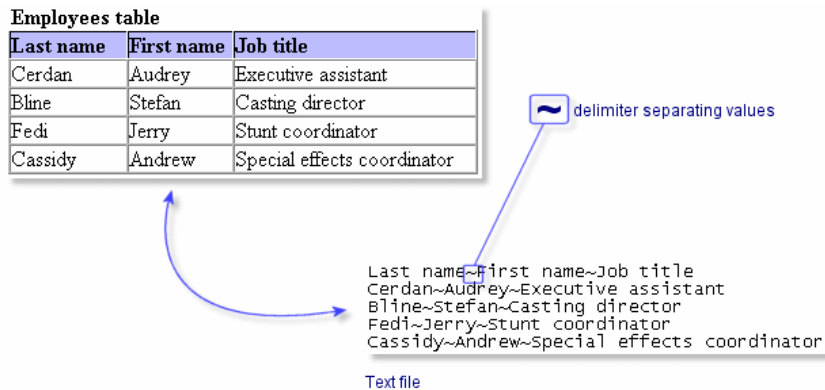 Employees table
Last name First name Job title
Cerdan Audrey Executive assistant
Bline Stefan Casting director
Fedi Jerry Stunt coordinator
Cassidy Andrew Special effects coordinator
~ delimiter separating values
Last name~First name~Job title
Cerdan~Audrey~Executive assistant
Bline~Stefan~Casting director
Fedi~Jerry~Stunt coordinator
Cassidy~Andrew~Special effects coordinator
Text file